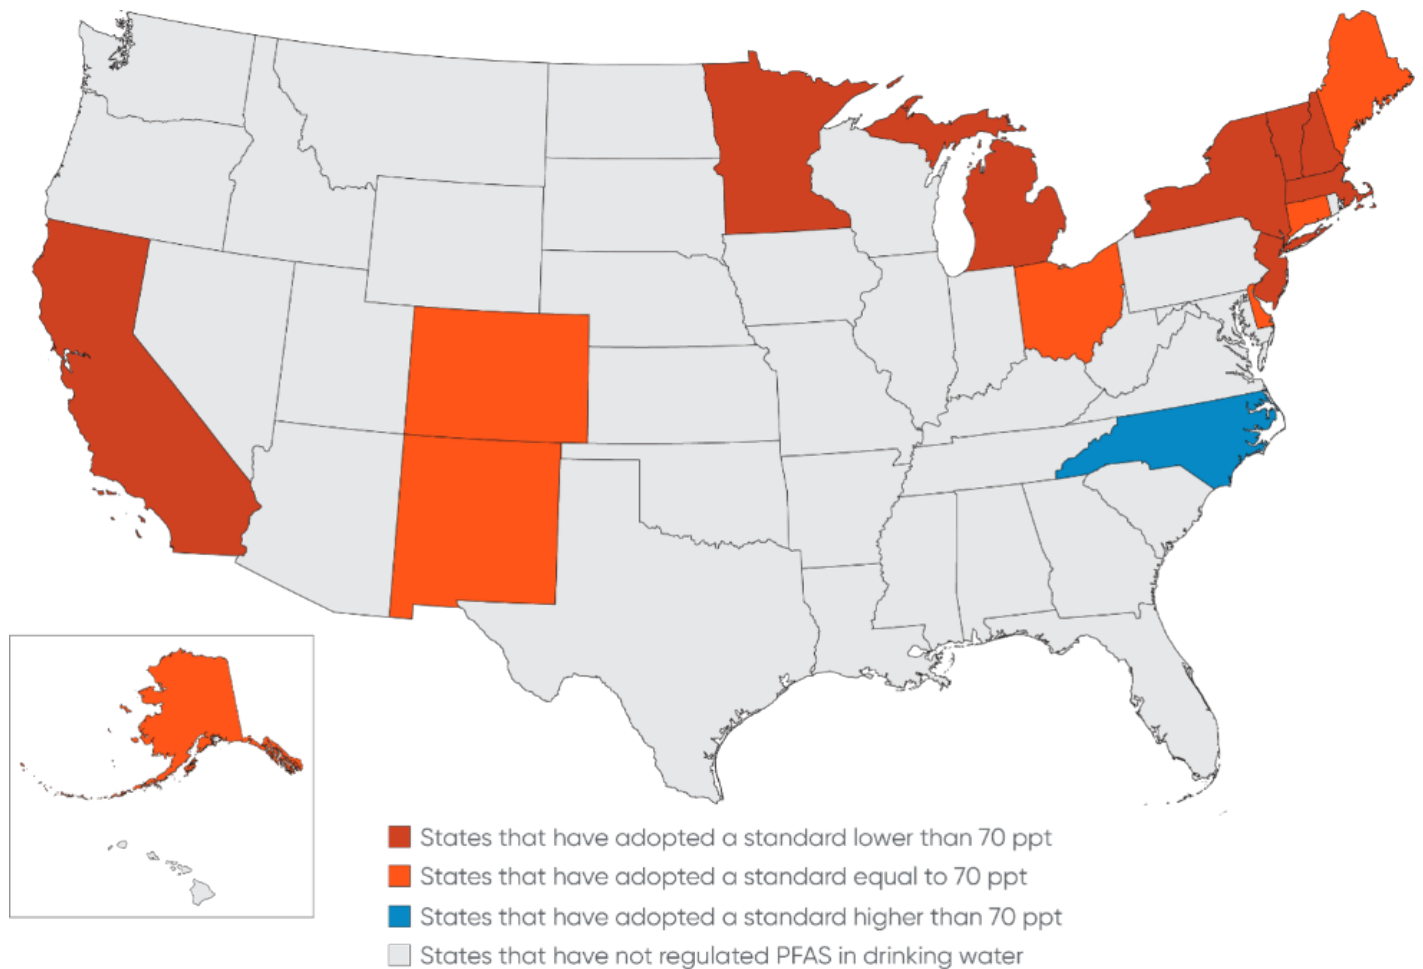 States that have adopted a standard lower than 70 ppt
States that have adopted a standard equal to 70 ppt
States that have adopted a standard higher than 70 ppt
States that have not regulated PFAS in drinking water